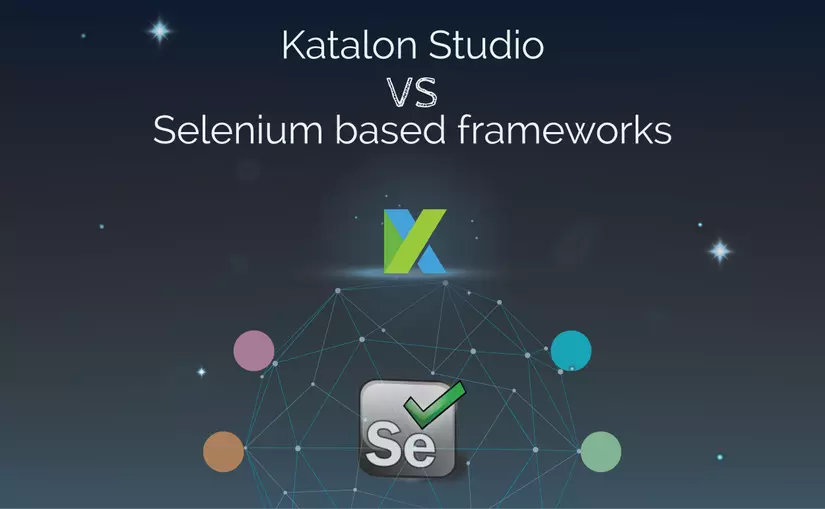 Katalon Studio
VS
Selenium based frameworks
Se